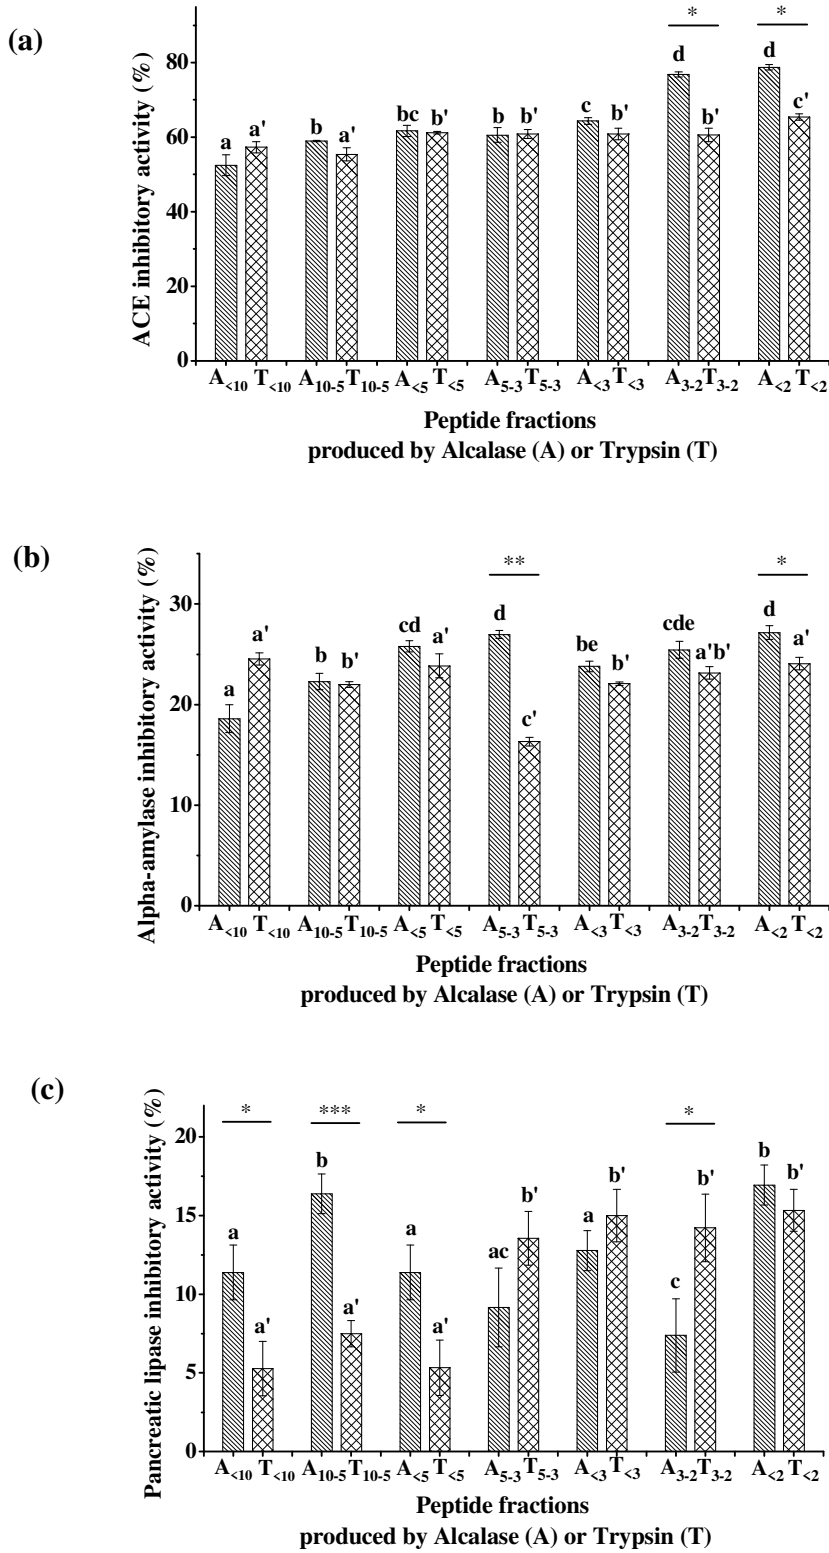 (a)
ACE inhibitory activity (%)
80
60
40
20
0
a a' b a' bc b' b b' c b' d b' d c'
* *
A<10 T<10 A10-5 T10-5 A<5 T<5 A5-3 T5-3 A<3 T<3 A3-2 T3-2 A<2 T<2
Peptide fractions
produced by Alcalase (A) or Trypsin (T)
(b)
Alpha-amylase inhibitory activity (%)
30
20
10
0
** *
a a' b b' cd a' d c' be b' cde a'b' d a'
A<10 T<10 A10-5 T10-5 A<5 T<5 A5-3 T5-3 A<3 T<3 A3-2 T3-2 A<2 T<2
Peptide fractions
produced by Alcalase (A) or Trypsin (T)
(c)
Pancreatic lipase inhibitory activity (%)
20
15
10
5
0
* *** * *
a a' b a' a a' ac b' a b' c b' b b'
A<10 T<10 A10-5 T10-5 A<5 T<5 A5-3 T5-3 A<3 T<3 A3-2 T3-2 A<2 T<2
Peptide fractions
produced by Alcalase (A) or Trypsin (T)